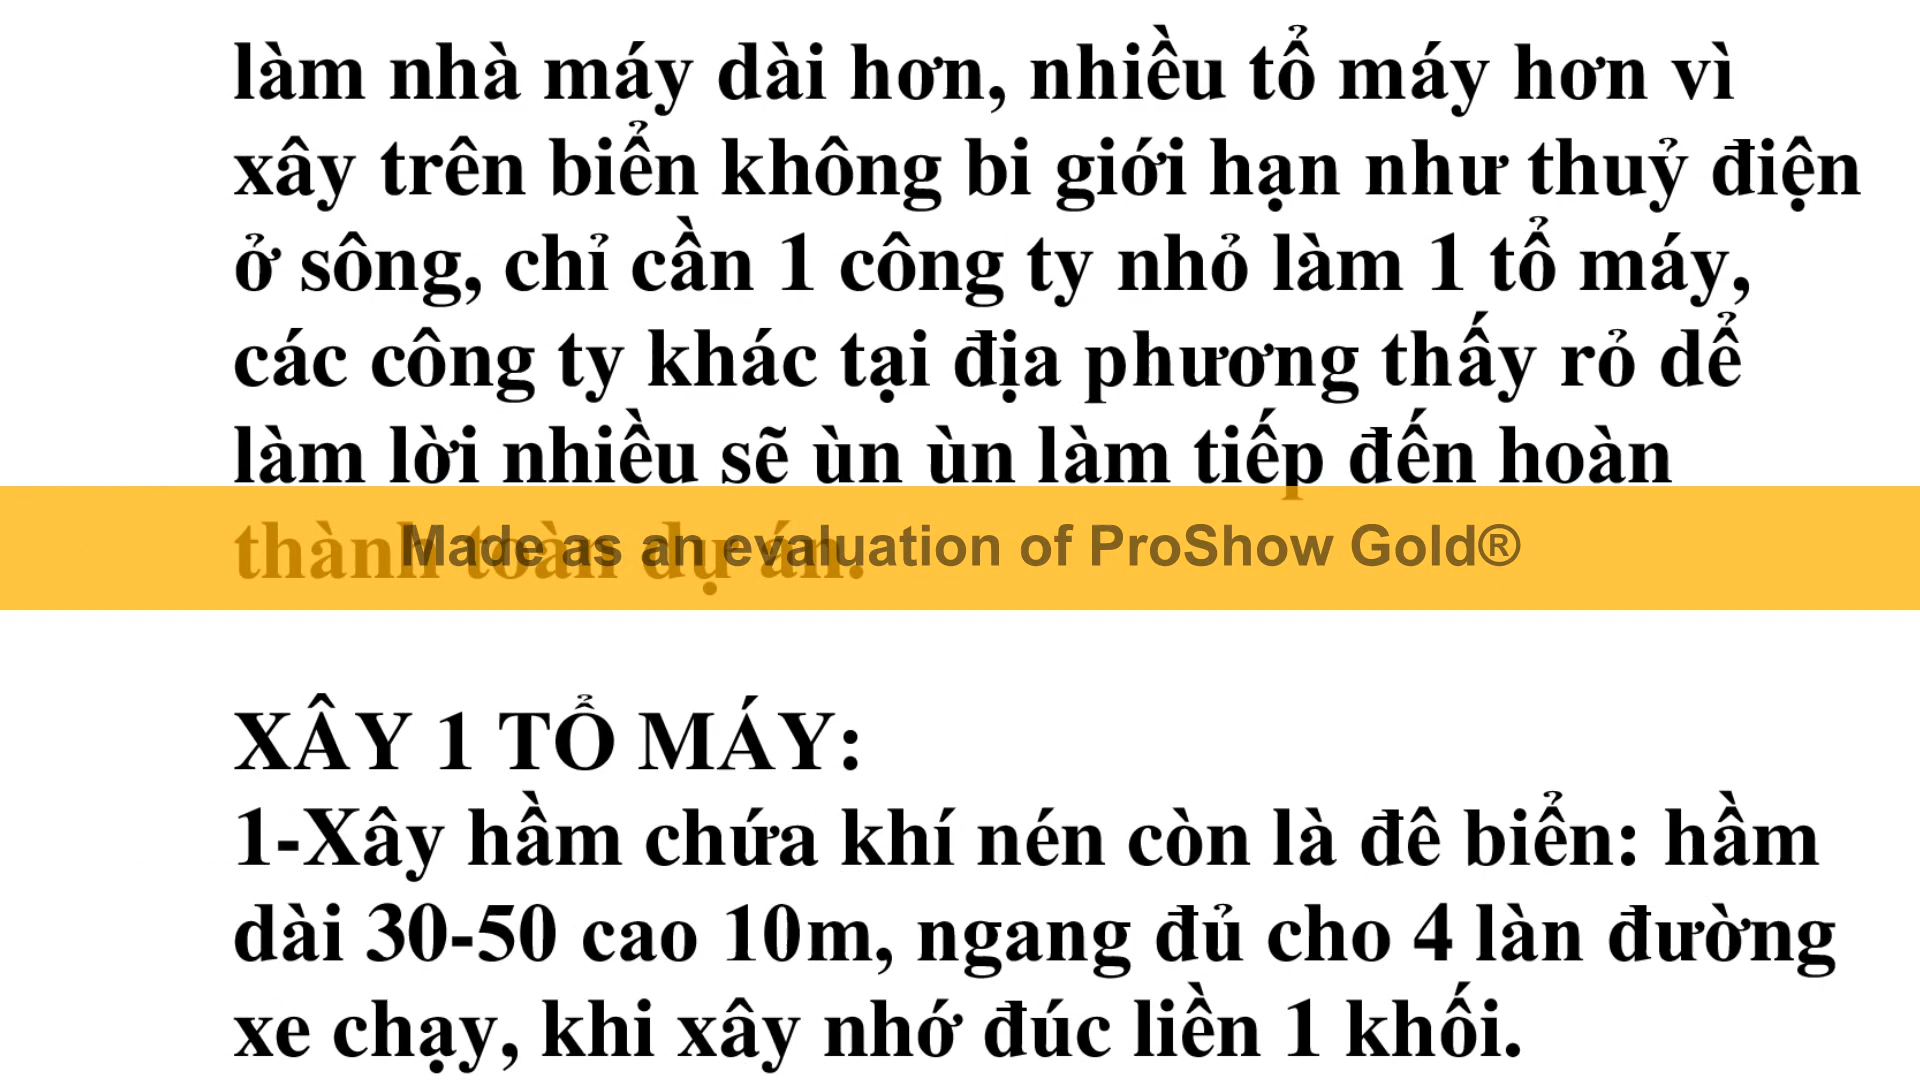 làm nhà máy dài hơn, nhiều tổ máy hơn vì
xây trên biển không bi giới hạn như thuỷ điện
ở sông, chỉ cần 1 công ty nhỏ làm 1 tổ máy,
các công ty khác tại địa phương thấy rỏ dể
làm lời nhiều sẽ ùn ùn làm tiếp đến hoàn
thành toàn dự án.
Made as an evaluation of ProShow Gold®
XÂY 1 TỔ MÁY:
1-Xây hầm chứa khí nén còn là đê biển: hầm
dài 30-50 cao 10m, ngang đủ cho 4 làn đường
xe chạy, khi xây nhớ đúc liền 1 khối.